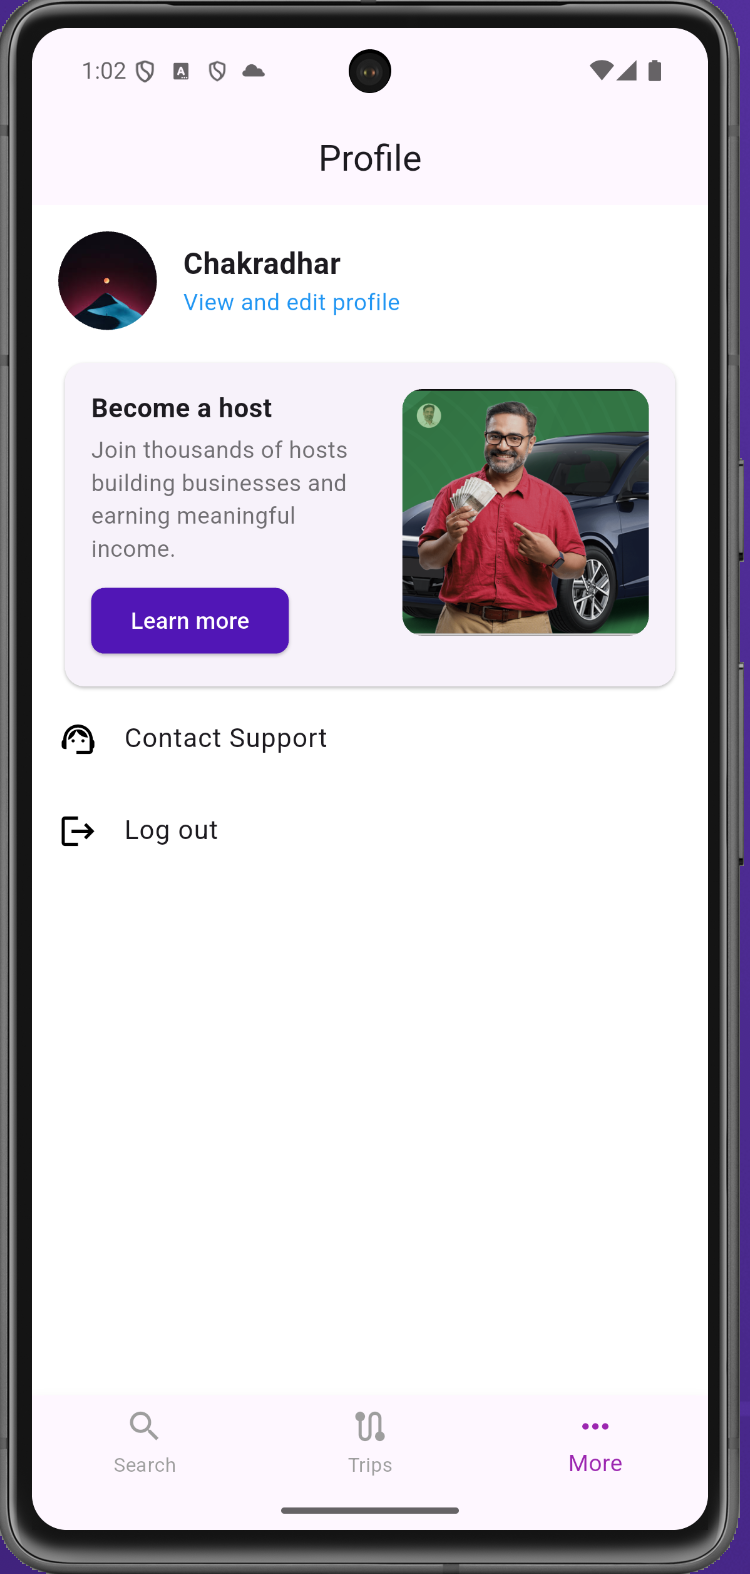 1:02
Profile
Chakradhar
View and edit profile
Become a host
Join thousands of hosts
building businesses and
earning meaningful
income.
Learn more
Contact Support
Log out
Search
Trips
More